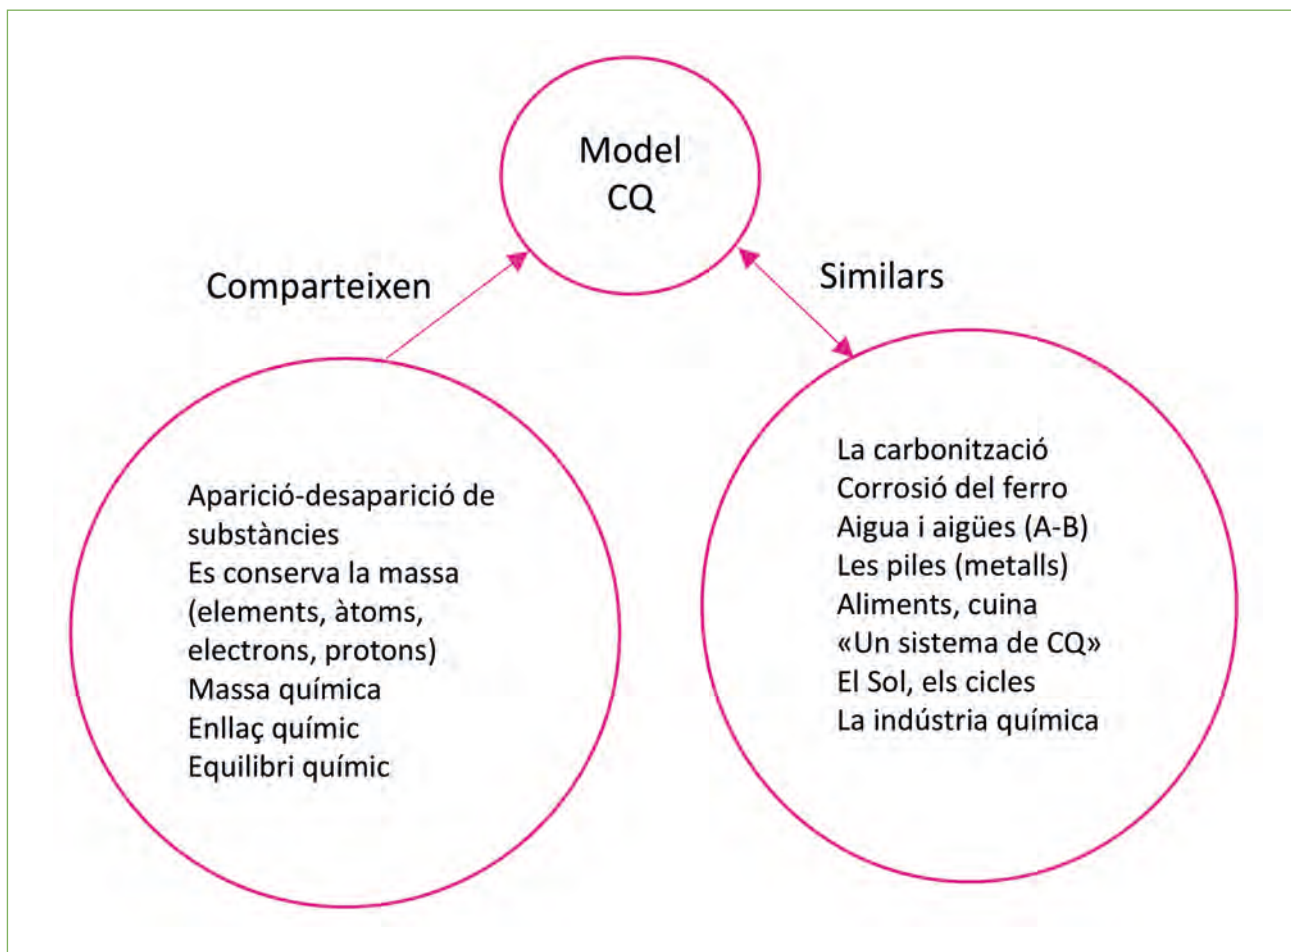 Model
CQ
Comparteixen
Similars
Aparició-desaparició de
substàncies
Es conserva la massa
(elements, àtoms,
electrons, protons)
Massa química
Enllaç químic
Equilibri químic
La carbonització
Corrosió del ferro
Aigua i aigües (A-B)
Les piles (metalls)
Aliments, cuina
«Un sistema de CQ»
El Sol, els cicles
La indústria química